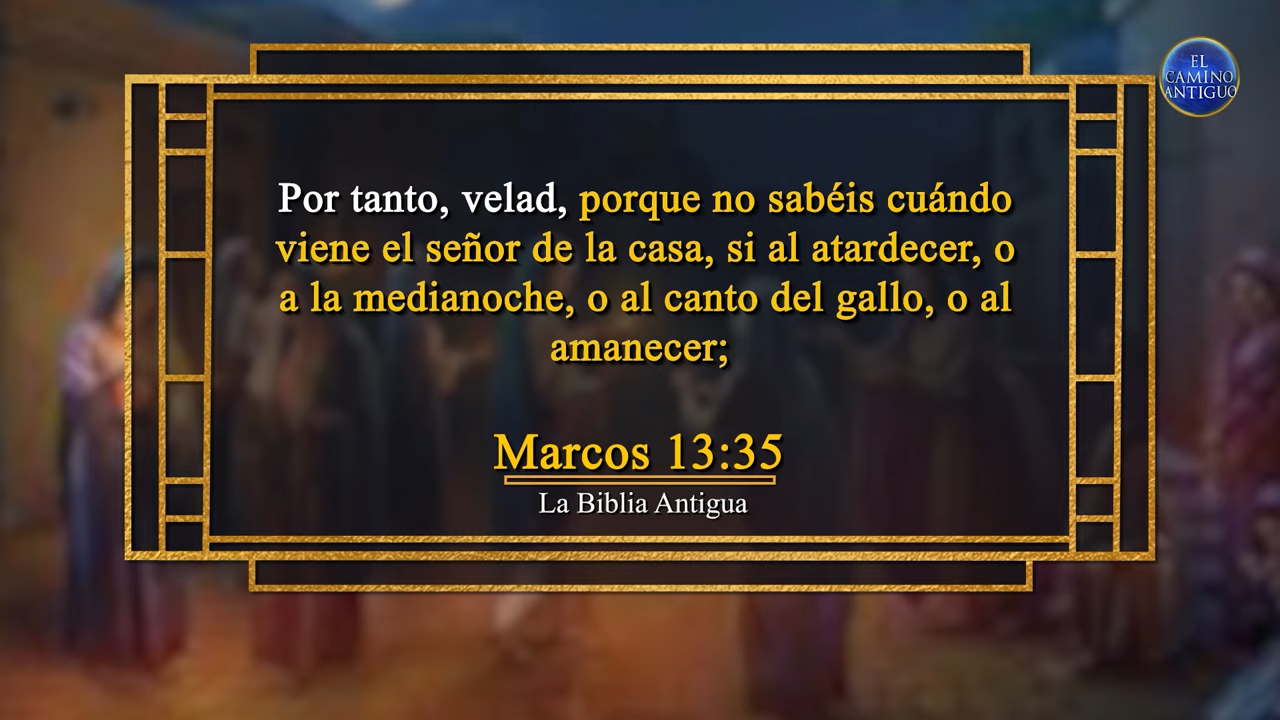 EL
CAMINO
ANTIGUO
Por tanto, velad, porque no sabéis cuándo
viene el señor de la casa, si al atardecer, o
a la medianoche, o al canto del gallo, o al
amanecer;
Marcos 13:35
La Biblia Antigua